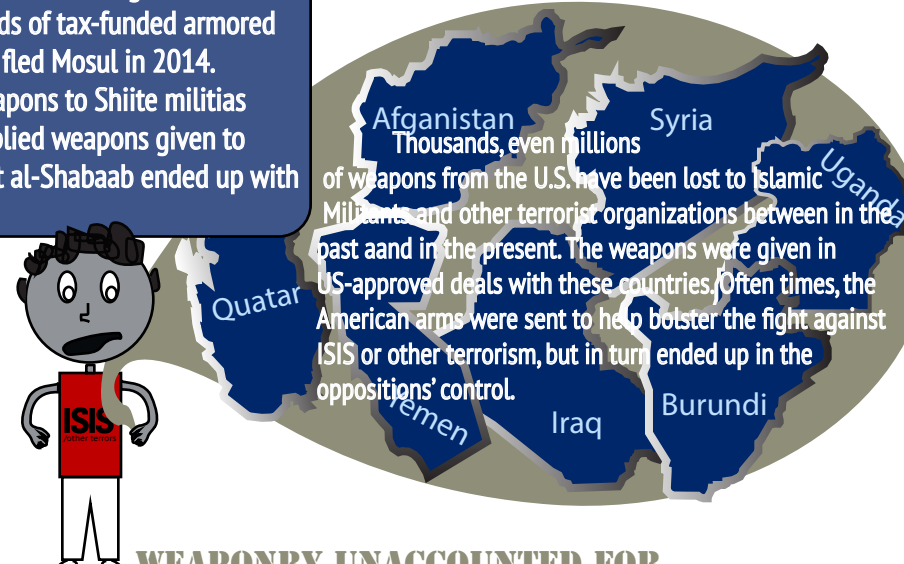 ds of tax-funded armored
fled Mosul in 2014.
apons to Shiite militias
plied weapons given to
t al-Shabaab ended up with
Afganistan
Syria
Uganda
Thousands, even millions
of weapons from the U.S. have been lost to Islamic
Militants and other terrorist organizations between in the
past aand in the present. The weapons were given in
US-approved deals with these countries. Often times, the
American arms were sent to help bolster the fight against
ISIS or other terrorism, but in turn ended up in the
oppositions' control.
Quatar
Yemen
Iraq
Burundi
ISIS
/other terrors
WEAPONRY UNACCOUNTED FOR